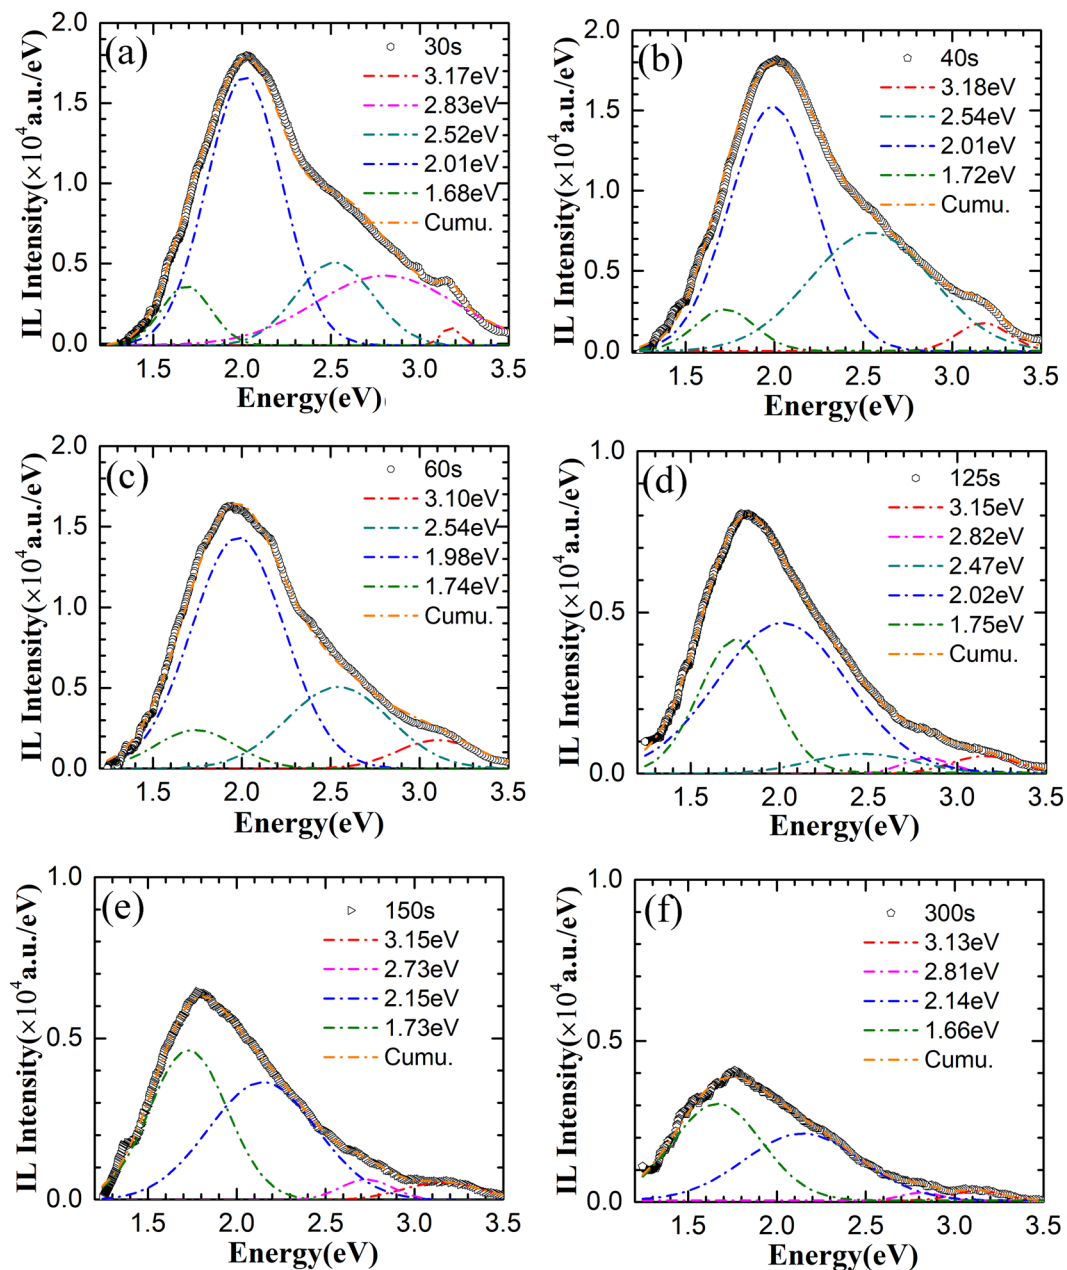 (a)
30s
3.17eV
2.83eV
2.52eV
2.01eV
1.68eV
Cumu.
2.0
1.5
1.0
0.5
0.0
1.5 2.0 2.5 3.0 3.5
IL Intensity(×10⁴a.u./eV)
Energy(eV)
(b)
40s
3.18eV
2.54eV
2.01eV
1.72eV
Cumu.
2.0
1.5
1.0
0.5
0.0
1.5 2.0 2.5 3.0 3.5
IL Intensity(×10⁴a.u./eV)
Energy(eV)
(c)
60s
3.10eV
2.54eV
1.98eV
1.74eV
Cumu.
2.0
1.5
1.0
0.5
0.0
1.5 2.0 2.5 3.0 3.5
IL Intensity(×10⁴a.u./eV)
Energy(eV)
(d)
125s
3.15eV
2.82eV
2.47eV
2.02eV
1.75eV
Cumu.
1.0
0.5
0.0
1.5 2.0 2.5 3.0 3.5
IL Intensity(×10⁴a.u./eV)
Energy(eV)
(e)
150s
3.15eV
2.73eV
2.15eV
1.73eV
Cumu.
1.0
0.5
0.0
1.5 2.0 2.5 3.0 3.5
IL Intensity(×10⁴a.u./eV)
Energy(eV)
(f)
300s
3.13eV
2.81eV
2.14eV
1.66eV
Cumu.
1.0
0.5
0.0
1.5 2.0 2.5 3.0 3.5
IL Intensity(×10⁴a.u./eV)
Energy(eV)